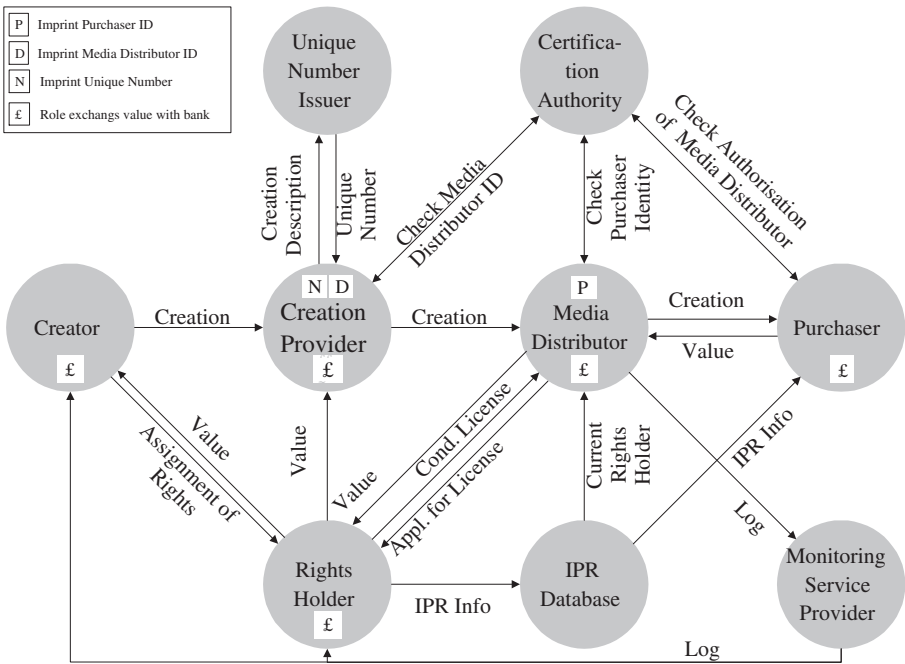 P Imprint Purchaser ID
D Imprint Media Distributor ID
N Imprint Unique Number
£ Role exchangs value with bank
Unique
Number
Issuer
Certifica-
tion
Authority
Creation
Description
Unique
Number
Check Media
Distributor ID
Check
Purchaser
Identity
Check Authorisation
of Media Distributor
Creator
£
Creation
N D
Creation
Provider
£
Creation
P
Media
Distributor
£
Creation
Value
Purchaser
£
Value
Assignment of
Rights
Value
Value
Cond. License
Appl. for License
Current
Rights
Holder
IPR Info
Log
Rights
Holder
£
IPR Info
IPR
Database
Monitoring
Service
Provider
Log